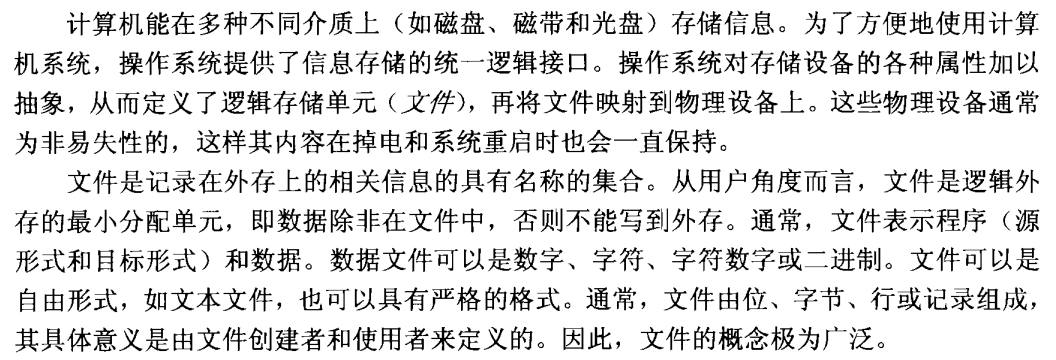 计算机能在多种不同介质上（如磁盘、磁带和光盘）存储信息。为了方便地使用计算
机系统，操作系统提供了信息存储的统一逻辑接口。操作系统对存储设备的各种属性加以
抽象，从而定义了逻辑存储单元（文件），再将文件映射到物理设备上。这些物理设备通常
为非易失性的，这样其内容在掉电和系统重启时也会一直保持。
文件是记录在外存上的相关信息的具有名称的集合。从用户角度而言，文件是逻辑外
存的最小分配单元，即数据除非在文件中，否则不能写到外存。通常，文件表示程序（源
形式和目标形式）和数据。数据文件可以是数字、字符、字符数字或二进制。文件可以是
自由形式，如文本文件，也可以具有严格的格式。通常，文件由位、字节、行或记录组成，
其具体意义是由文件创建者和使用者来定义的。因此，文件的概念极为广泛。